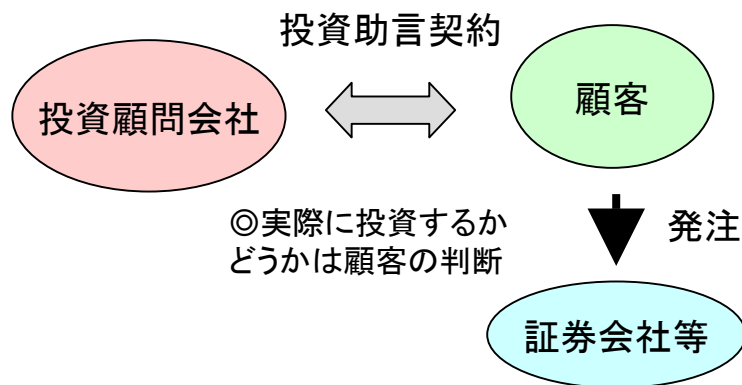 投資助言契約
投資顧問会社
顧客
◎実際に投資するか
どうかは顧客の判断
発注
証券会社等